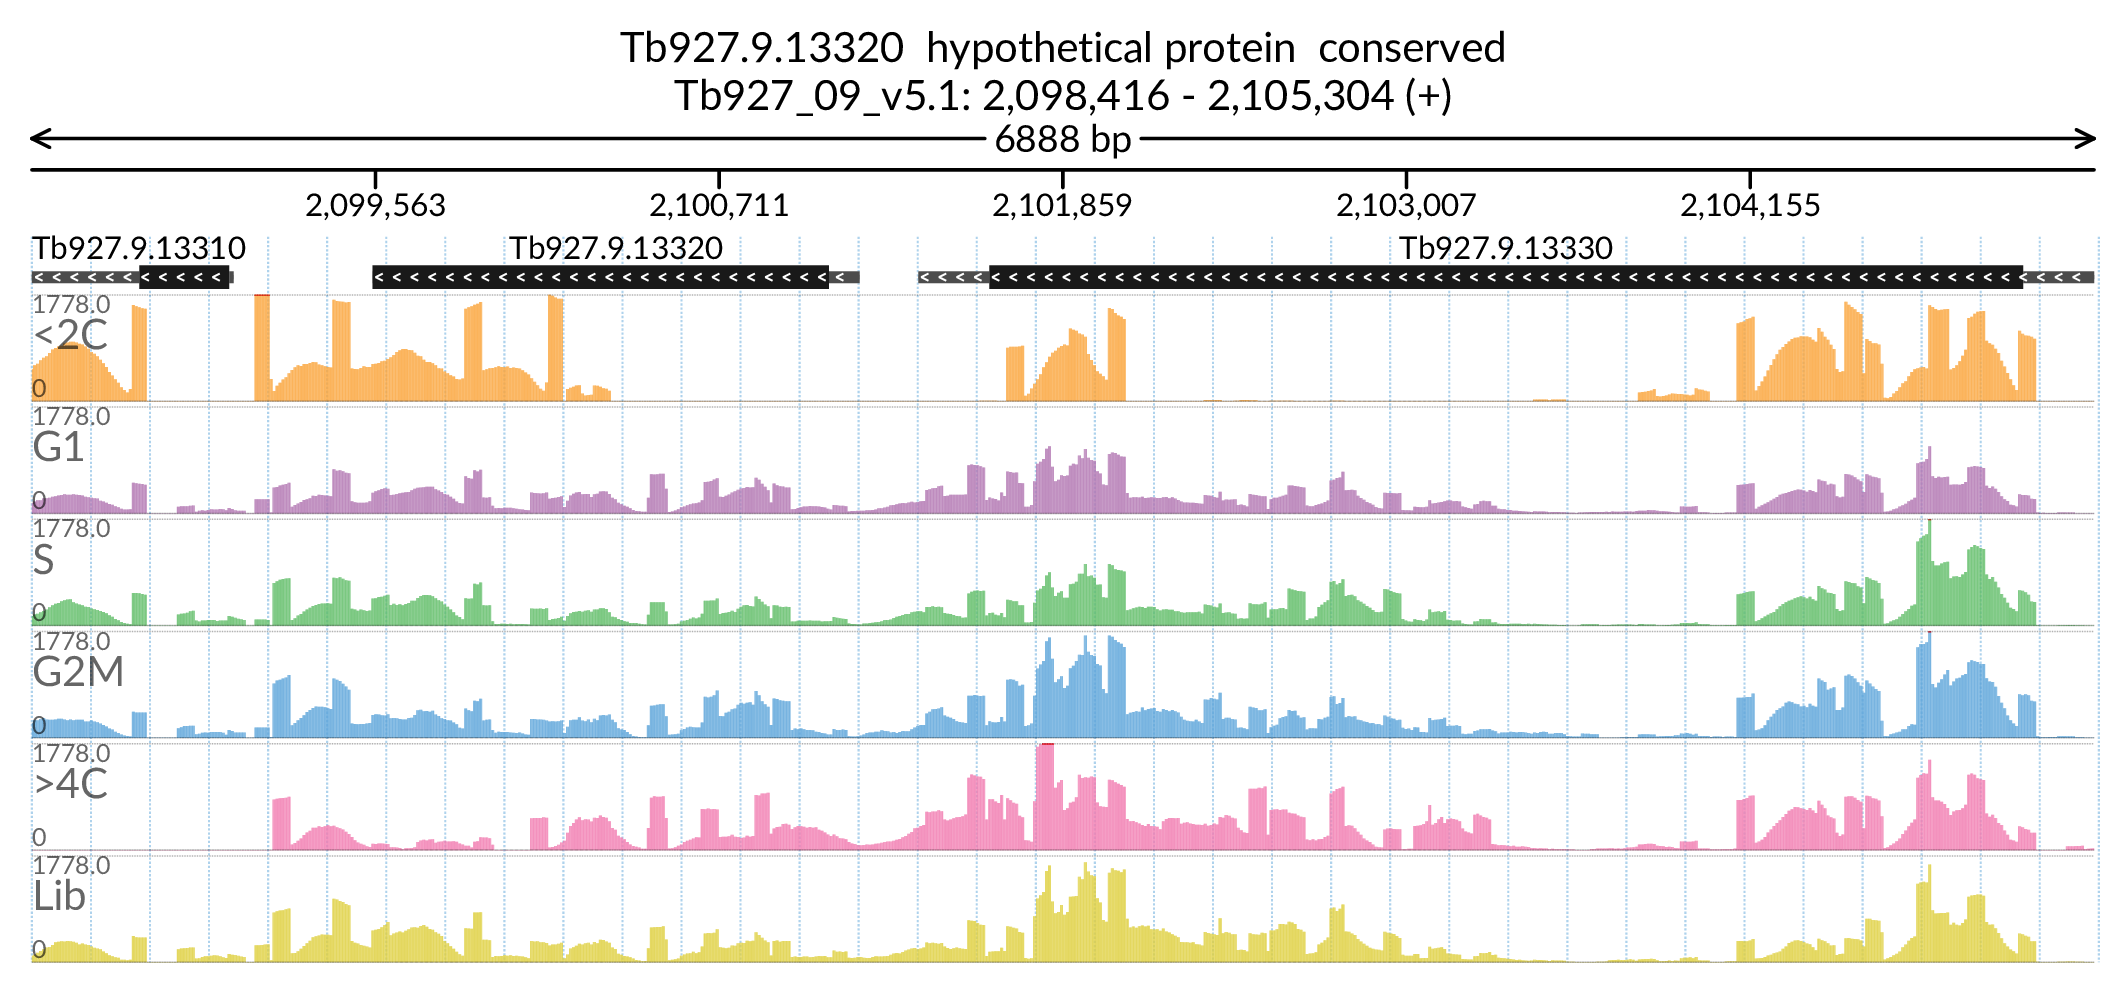 Tb927.9.13320  hypothetical protein  conserved
Tb927_09_v5.1: 2,098,416 - 2,105,304 (+)
6888 bp
2,099,563 2,100,711 2,101,859 2,103,007 2,104,155
Tb927.9.13310 Tb927.9.13320 Tb927.9.13330
1778.0
<2C
0
1778.0
G1
0
1778.0
S
0
1778.0
G2M
0
1778.0
>4C
0
1778.0
Lib
0